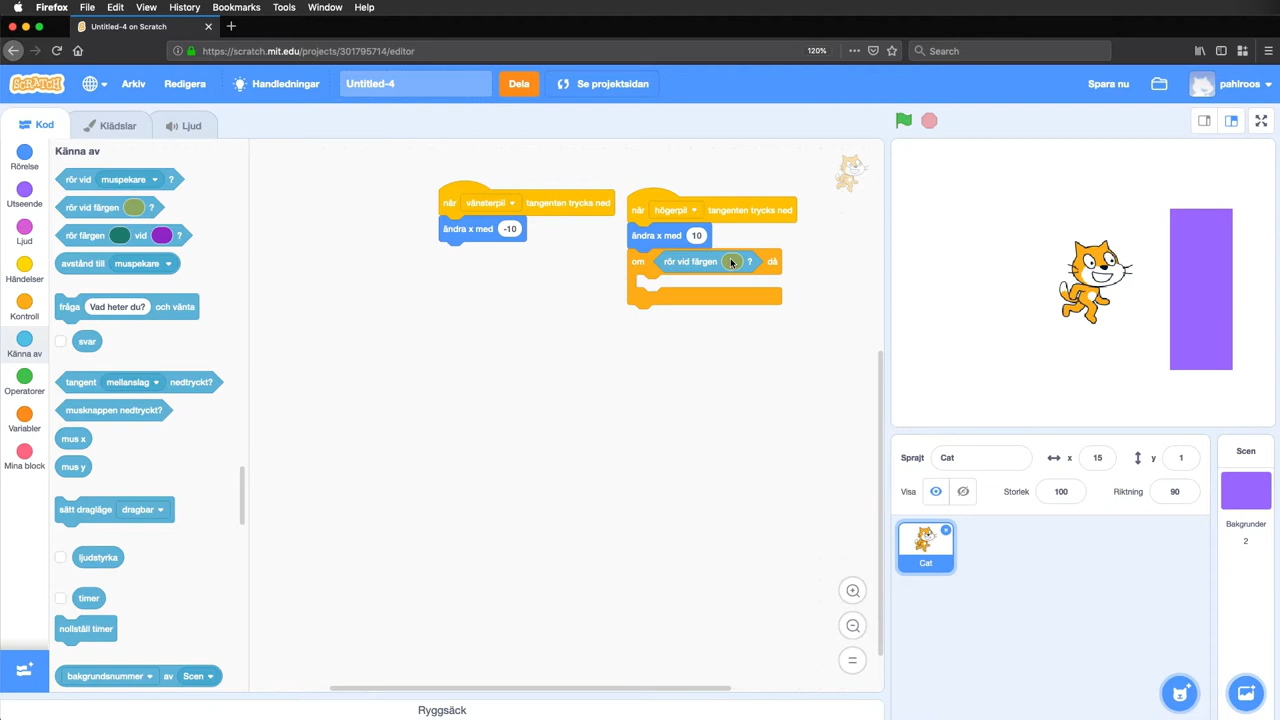 Firefox File Edit View History Bookmarks Tools Window Help
Untitled-4 on Scratch
https://scratch.mit.edu/projects/301795714/editor 120% Search
SCRATCH Arkiv Redigera Handledningar Untitled-4 Dela Se projektsidan Spara nu pahlroos
Kod Klädslar Ljud
Rörelse
Utseende
Ljud
Händelser
Kontroll
Känna av
Operatorer
Variabler
Mina block
Känna av
rör vid muspekare ?
rör vid färgen ?
rör färgen vid ?
avstånd till muspekare
fråga Vad heter du? och vänta
svar
tangent mellanslag nedtryckt?
musknappen nedtryckt?
mus x
mus y
sätt dragläge dragbar
ljudstyrka
timer
nollställ timer
bakgrundsnummer av Scen
när vänsterpil tangenten trycks ned
ändra x med -10
när högerpil tangenten trycks ned
ändra x med 10
om rör vid färgen ? då
Sprajt Cat x 15 y 1
Visa Storlek 100 Riktning 90
Cat
Scen
Bakgrunder
2
Ryggsäck